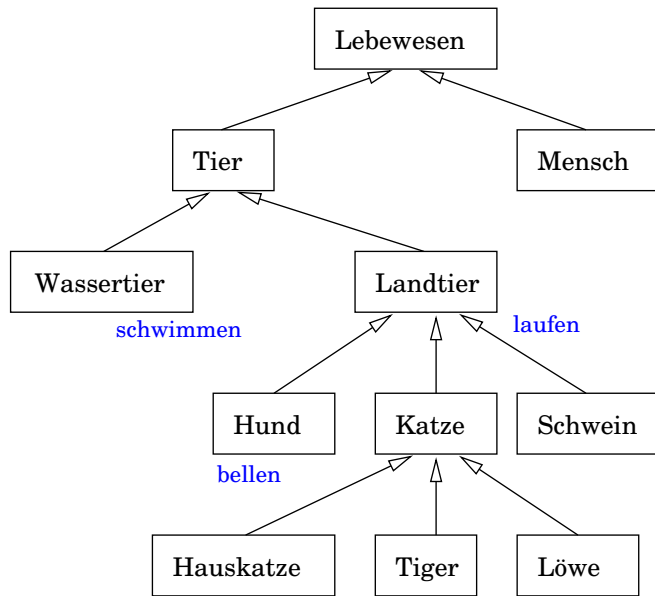 Lebewesen
Tier
Mensch
Wassertier
Landtier
schwimmen
laufen
Hund
Katze
Schwein
bellen
Hauskatze
Tiger
Löwe